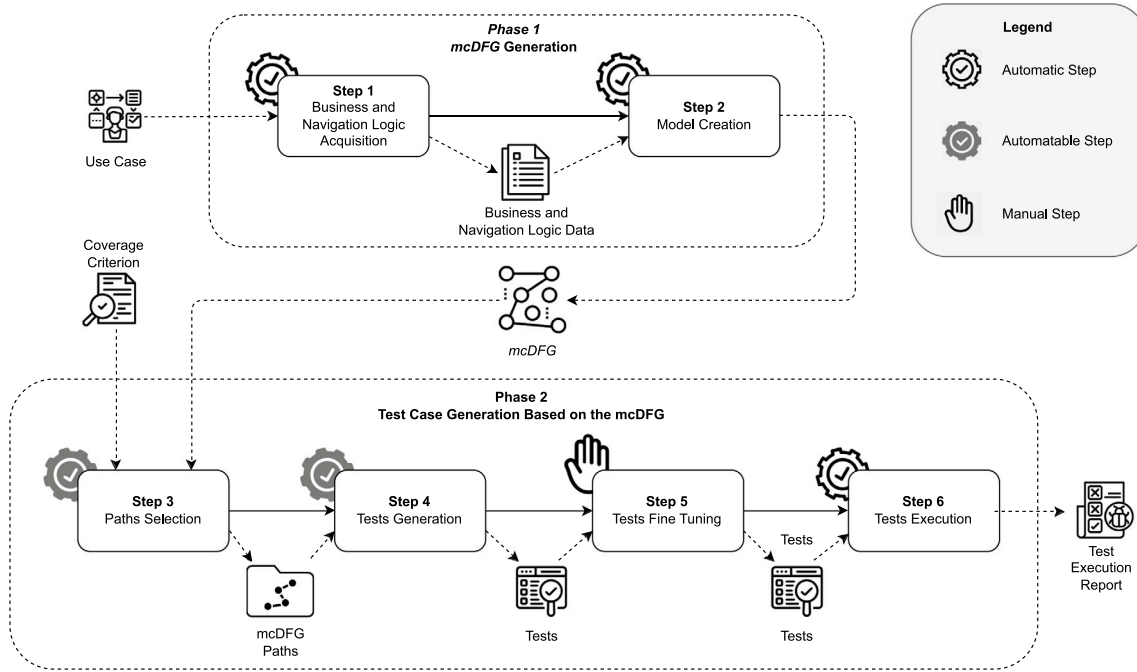 Phase 1
mcDFG Generation
Legend
Automatic Step
Automatable Step
Manual Step
Use Case
Step 1
Business and
Navigation Logic
Acquisition
Step 2
Model Creation
Business and
Navigation Logic Data
Coverage
Criterion
mcDFG
Phase 2
Test Case Generation Based on the mcDFG
Step 3
Paths Selection
Step 4
Tests Generation
Step 5
Tests Fine Tuning
Step 6
Tests Execution
Tests
mcDFG
Paths
Tests
Tests
Test
Execution
Report